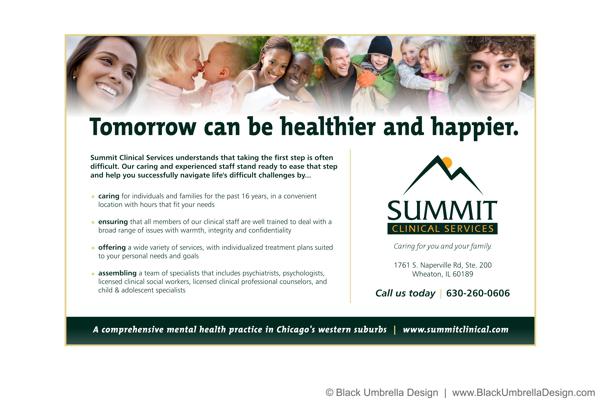 Tomorrow can be healthier and happier.
Summit Clinical Services understands that taking the first step is often
difficult. Our caring and experienced staff stand ready to ease that step
and help you successfully navigate life's difficult challenges by...
caring for individuals and families for the past 16 years, in a convenient
location with hours that fit your needs
ensuring that all members of our clinical staff are well trained to deal with a
broad range of issues with warmth, integrity and confidentiality
offering a wide variety of services, with individualized treatment plans suited
to your personal needs and goals
assembling a team of specialists that includes psychiatrists, psychologists,
licensed clinical social workers, licensed clinical professional counselors, and
child & adolescent specialists
SUMMIT
CLINICAL SERVICES
Caring for you and your family.
1761 S. Naperville Rd, Ste. 200
Wheaton, IL 60189
Call us today | 630-260-0606
A comprehensive mental health practice in Chicago's western suburbs | www.summitclinical.com
© Black Umbrella Design | www.BlackUmbrellaDesign.com